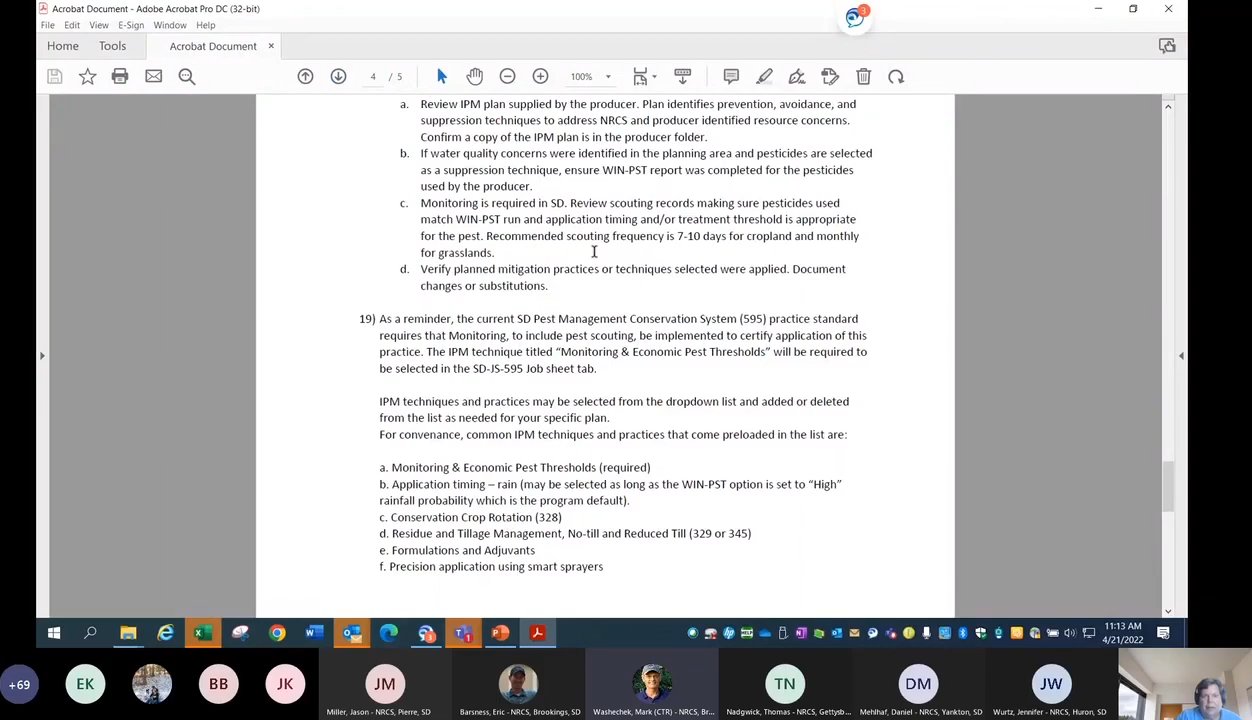 Acrobat Document - Adobe Acrobat Pro DC (32-bit)
3
File Edit View E-Sign Window Help
Home Tools Acrobat Document ×
4 / 5 100%
a. Review IPM plan supplied by the producer. Plan identifies prevention, avoidance, and
suppression techniques to address NRCS and producer identified resource concerns.
Confirm a copy of the IPM plan is in the producer folder.
b. If water quality concerns were identified in the planning area and pesticides are selected
as a suppression technique, ensure WIN-PST report was completed for the pesticides
used by the producer.
c. Monitoring is required in SD. Review scouting records making sure pesticides used
match WIN-PST run and application timing and/or treatment threshold is appropriate
for the pest. Recommended scouting frequency is 7-10 days for cropland and monthly
for grasslands.
d. Verify planned mitigation practices or techniques selected were applied. Document
changes or substitutions.
19) As a reminder, the current SD Pest Management Conservation System (595) practice standard
requires that Monitoring, to include pest scouting, be implemented to certify application of this
practice. The IPM technique titled “Monitoring & Economic Pest Thresholds” will be required to
be selected in the SD-JS-595 Job sheet tab.
IPM techniques and practices may be selected from the dropdown list and added or deleted
from the list as needed for your specific plan.
For convenance, common IPM techniques and practices that come preloaded in the list are:
a. Monitoring & Economic Pest Thresholds (required)
b. Application timing – rain (may be selected as long as the WIN-PST option is set to “High”
rainfall probability which is the program default).
c. Conservation Crop Rotation (328)
d. Residue and Tillage Management, No-till and Reduced Till (329 or 345)
e. Formulations and Adjuvants
f. Precision application using smart sprayers
11:13 AM
4/21/2022
+69 EK BB JK JM TN DM JW
Miller, Jason - NRCS, Pierre, SD Barsness, Eric - NRCS, Brookings, SD Washechek, Mark (CTR) - NRCS, Br... Nadgwick, Thomas - NRCS, Gettysb... Mehlhaf, Daniel - NRCS, Yankton, SD Wurtz, Jennifer - NRCS, Huron, SD